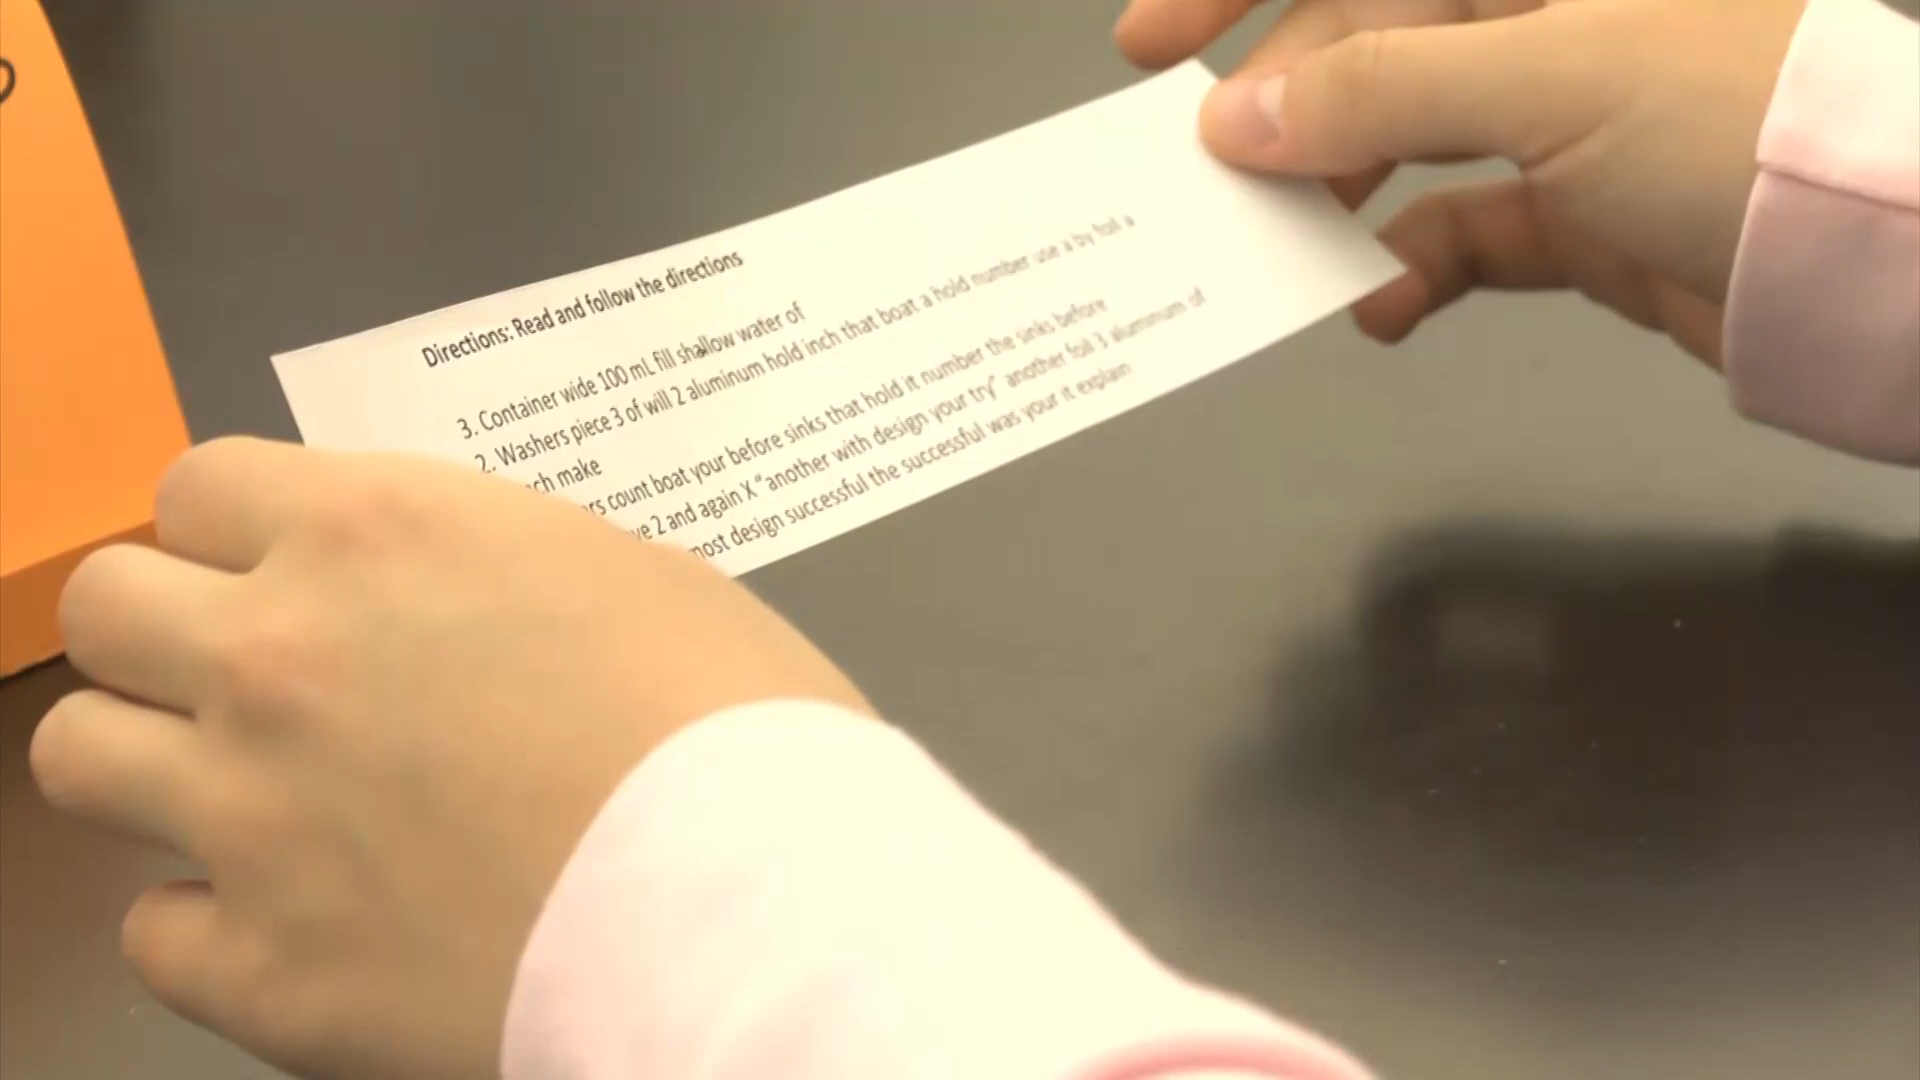 Directions: Read and follow the directions
3. Container wide 100 mL fill shallow water of
2. Washers piece 3 of will 2 aluminum hold inch that boat a hold number use a by foil a
ch make
rs count boat your before sinks that hold it number the sinks before
ve 2 and again X "another with design your try" another foil 3 aluminum of
most design successful the successful was your it explain